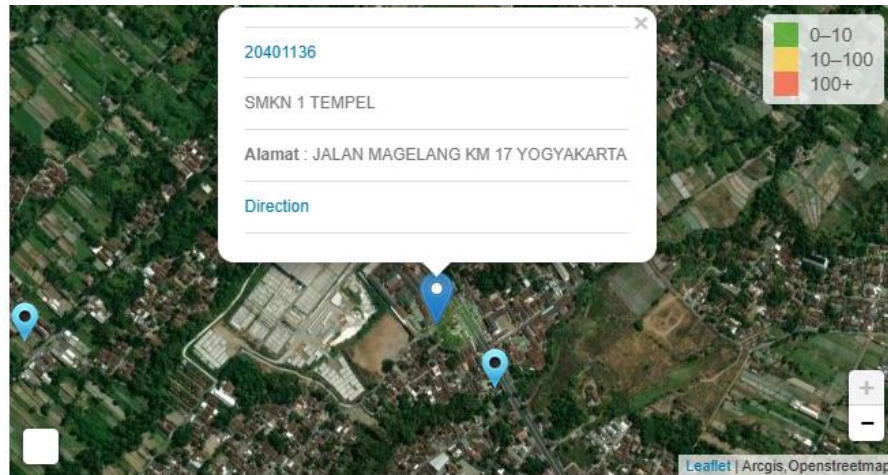 ×
20401136
SMKN 1 TEMPEL
Alamat : JALAN MAGELANG KM 17 YOGYAKARTA
Direction
0–10
10–100
100+
+
−
Leaflet | Arcgis,Openstreetmap